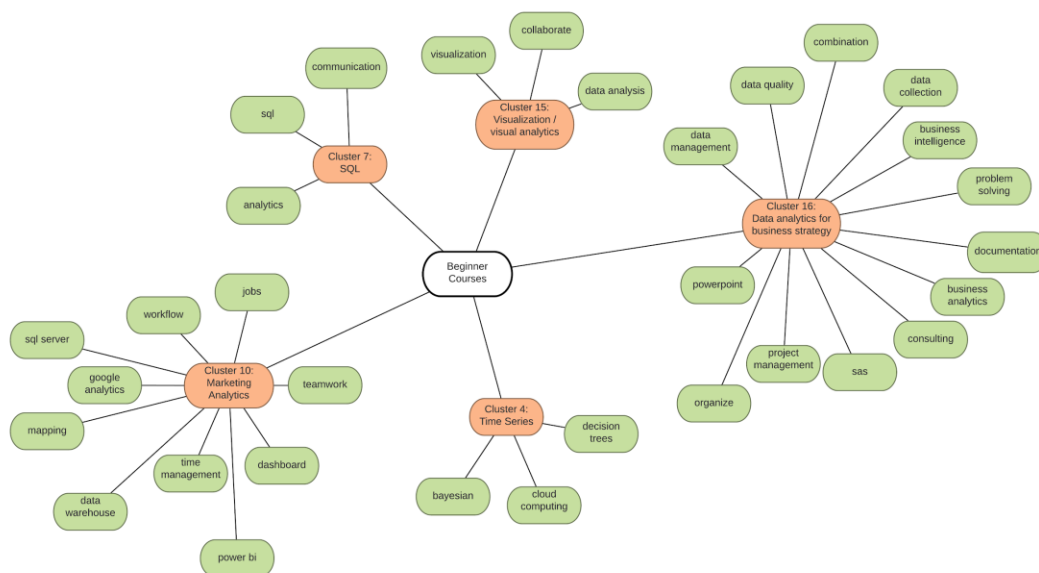 collaborate
visualization
combination
communication
data quality
data
collection
data analysis
sql
Cluster 15:
Visualization /
visual analytics
data
management
business
intelligence
Cluster 7:
SQL
problem
solving
analytics
Cluster 16:
Data analytics for
business strategy
documentation
Beginner
Courses
powerpoint
business
analytics
jobs
workflow
consulting
sql server
project
management
sas
google
analytics
Cluster 10:
Marketing
Analytics
teamwork
organize
mapping
Cluster 4:
Time Series
decision
trees
time
management
dashboard
data
warehouse
bayesian
cloud
computing
power bi